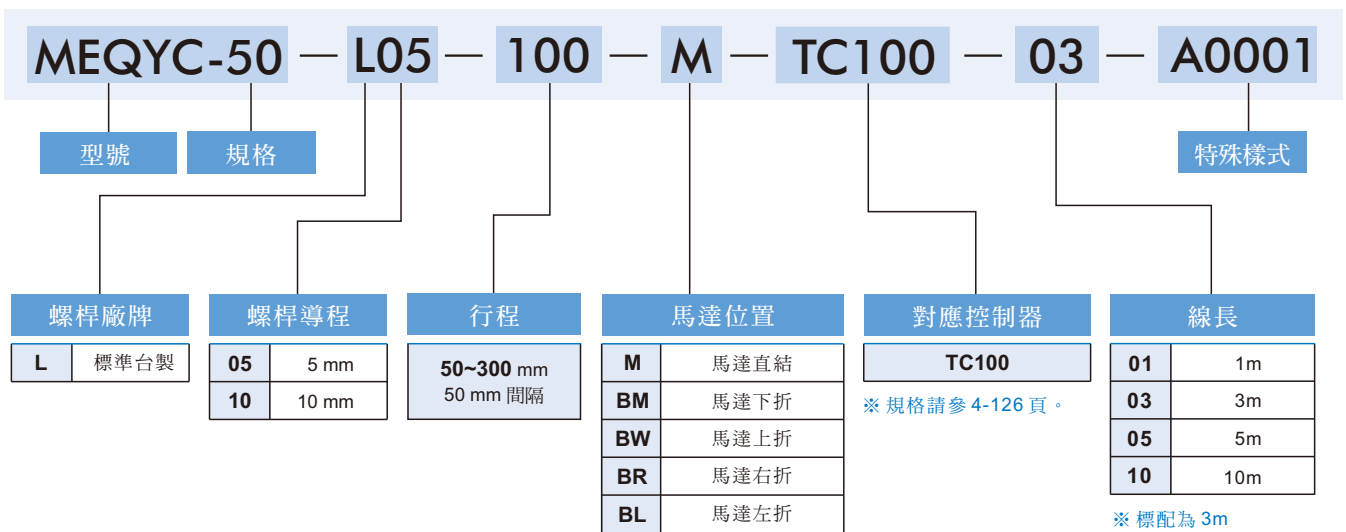 MEQYC-50 — L05 — 100 — M — TC100 — 03 — A0001
型號
規格
特殊樣式
螺桿廠牌
L 標準台製
螺桿導程
05 5 mm
10 10 mm
行程
50~300 mm
50 mm 間隔
馬達位置
M 馬達直結
BM 馬達下折
BW 馬達上折
BR 馬達右折
BL 馬達左折
對應控制器
TC100
※ 規格請參 4-126 頁。
線長
01 1m
03 3m
05 5m
10 10m
※ 標配為 3m